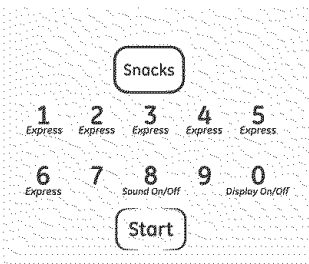 Snacks
1 2 3 4 5
Express Express Express Express Express
6 7 8 9 0
Express Sound On/Off Display On/Off
Start